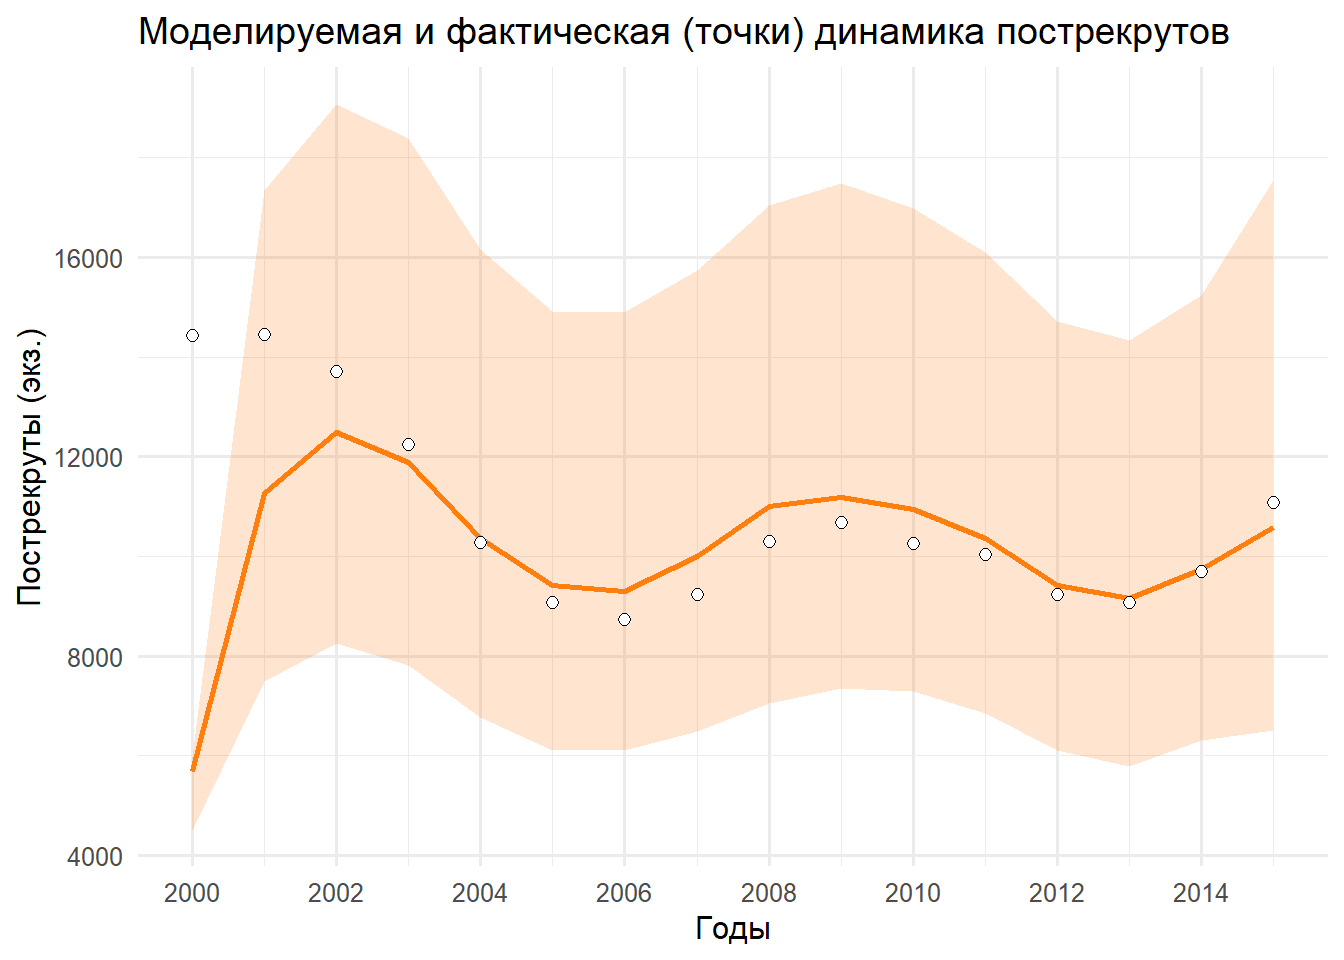 Моделируемая и фактическая (точки) динамика пострекрутов
Пострекруты (экз.)
16000
12000
8000
4000
2000 2002 2004 2006 2008 2010 2012 2014
Годы